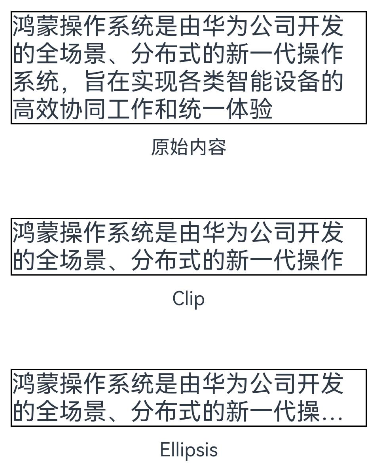 鸿蒙操作系统是由华为公司开发
的全场景、分布式的新一代操作
系统，旨在实现各类智能设备的
高效协同工作和统一体验
原始内容
鸿蒙操作系统是由华为公司开发
的全场景、分布式的新一代操作
Clip
鸿蒙操作系统是由华为公司开发
的全场景、分布式的新一代操...
Ellipsis